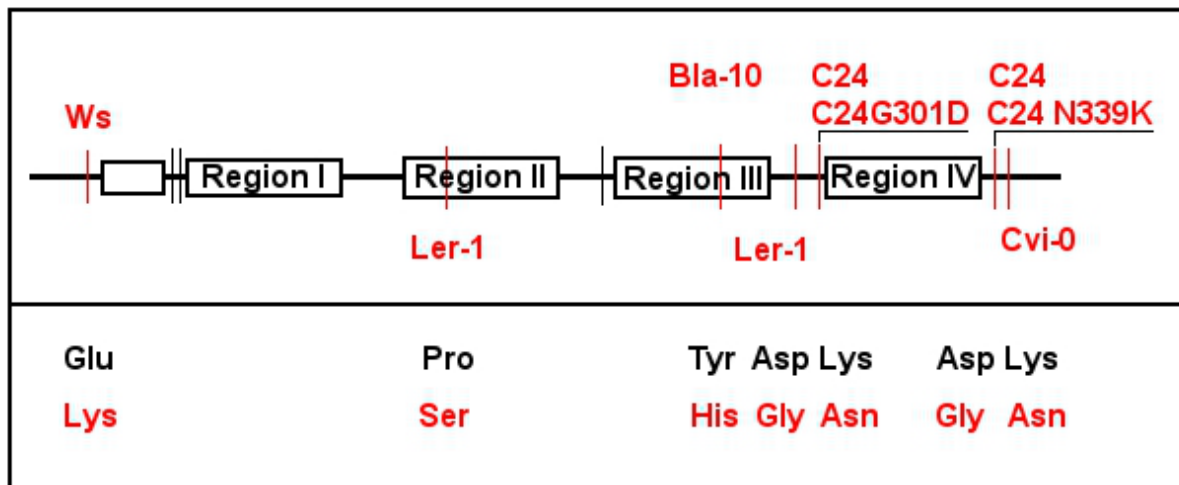 Bla-10 C24 C24
Ws C24G301D C24 N339K
Region I Region II Region III Region IV
Ler-1 Ler-1 Cvi-0
Glu Pro Tyr Asp Lys Asp Lys
Lys Ser His Gly Asn Gly Asn